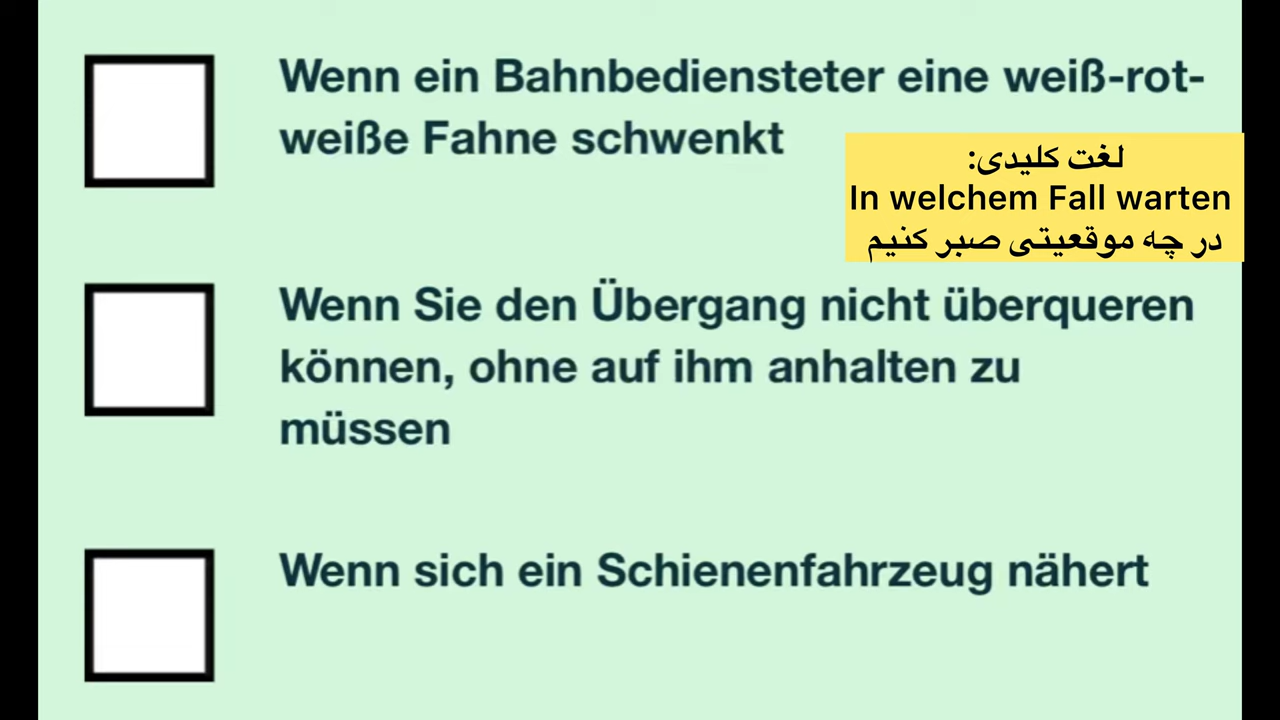 Wenn ein Bahnbediensteter eine weiß-rot-
weiße Fahne schwenkt
لغت کلیدی:
In welchem Fall warten
در چه موقعیتی صبر کنیم
Wenn Sie den Übergang nicht überqueren
können, ohne auf ihm anhalten zu
müssen
Wenn sich ein Schienenfahrzeug nähert